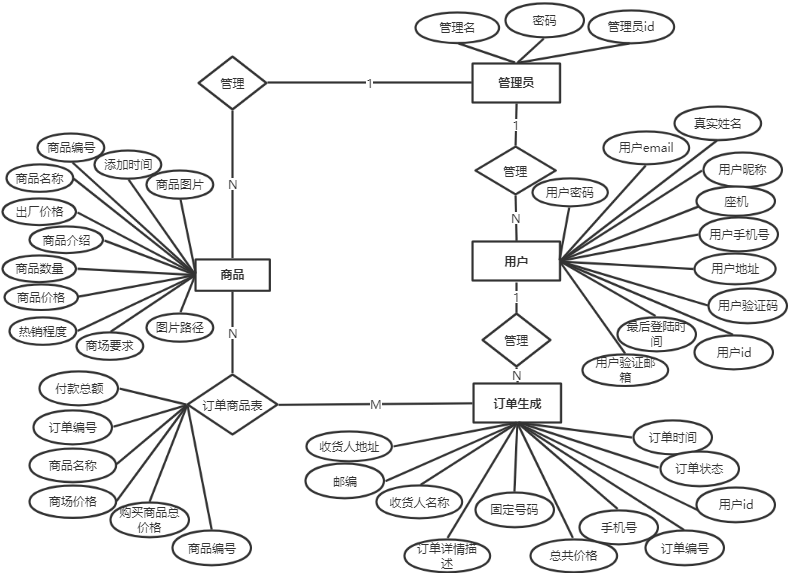 管理名
密码
管理员id
管理
1
管理员
1
真实姓名
商品编号
添加时间
用户email
管理
用户昵称
商品名称
商品图片
N
用户密码
座机
出厂价格
N
用户手机号
商品介绍
商品
用户
商品数量
用户地址
商品价格
1
用户验证码
热销程度
图片路径
N
最后登陆时
间
商场要求
管理
用户id
用户验证邮
箱
N
付款总额
订单商品表
M
订单生成
订单编号
订单时间
收货人地址
商品名称
订单状态
邮编
商场价格
收货人名称
用户id
购买商品总
价格
固定号码
手机号
商品编号
订单详情描
述
总共价格
订单编号